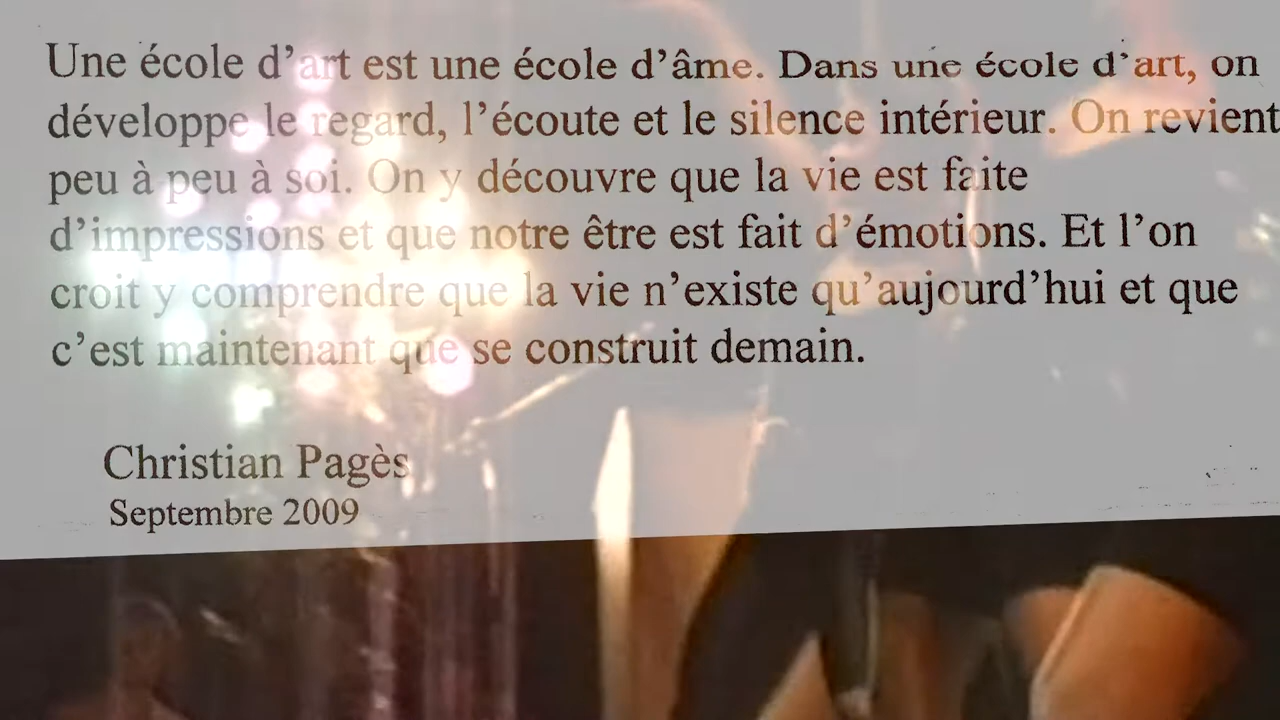 Une école d’art est une école d’âme. Dans une école d’art, on
développe le regard, l’écoute et le silence intérieur. On revient
peu à peu à soi. On y découvre que la vie est faite
d’impressions et que notre être est fait d’émotions. Et l’on
croit y comprendre que la vie n’existe qu’aujourd’hui et que
c’est maintenant que se construit demain.
Christian Pagès
Septembre 2009